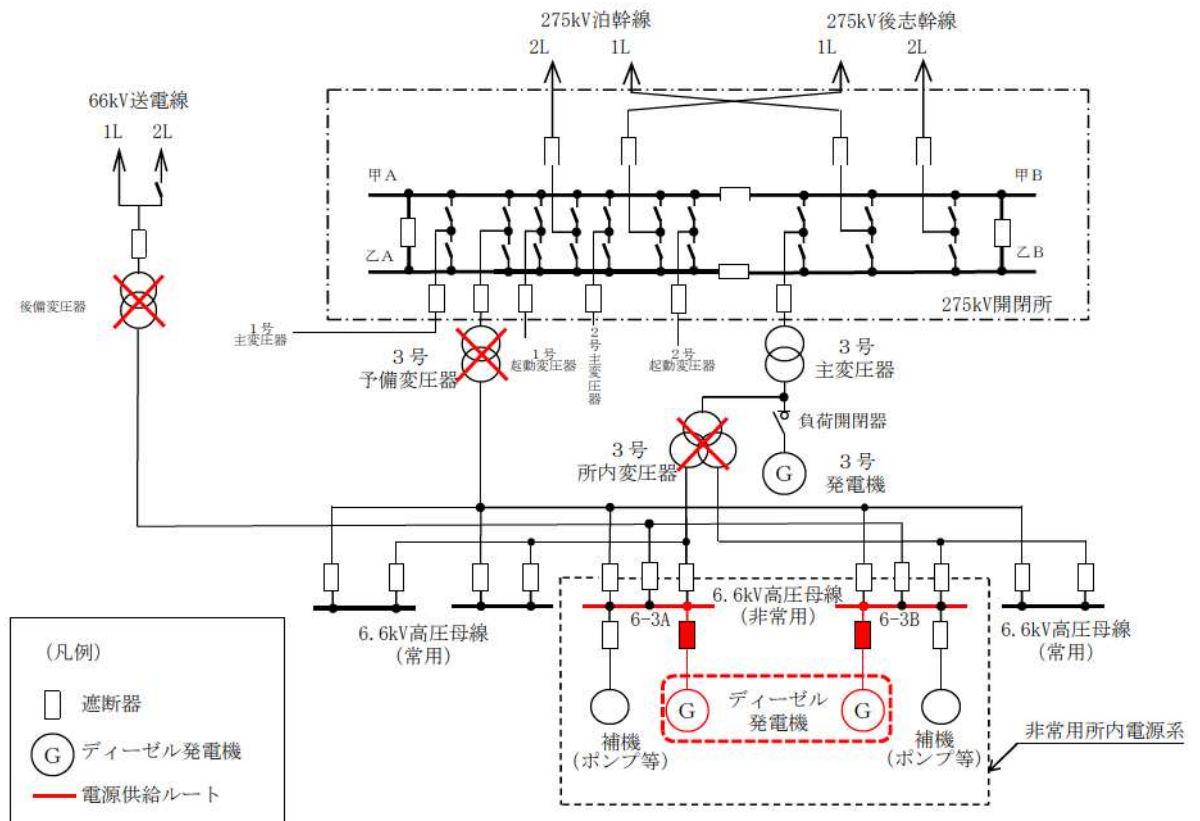 275kV泊幹線
275kV後志幹線
2L
1L
1L
2L
66kV送電線
1L
2L
甲A
甲B
乙A
乙B
275kV開閉所
後備変圧器
1号
主変圧器
3号
予備変圧器
1号
起動変圧器
2号主変圧器
2号
起動変圧器
3号
主変圧器
負荷開閉器
3号
所内変圧器
G
3号
発電機
6.6kV高圧母線
(常用)
6-3A
6.6kV高圧母線
(非常用)
6-3B
6.6kV高圧母線
(常用)
G
ディーゼル
発電機
G
補機
(ポンプ等)
補機
(ポンプ等)
非常用所内電源系
(凡例)
遮断器
G
ディーゼル発電機
電源供給ルート